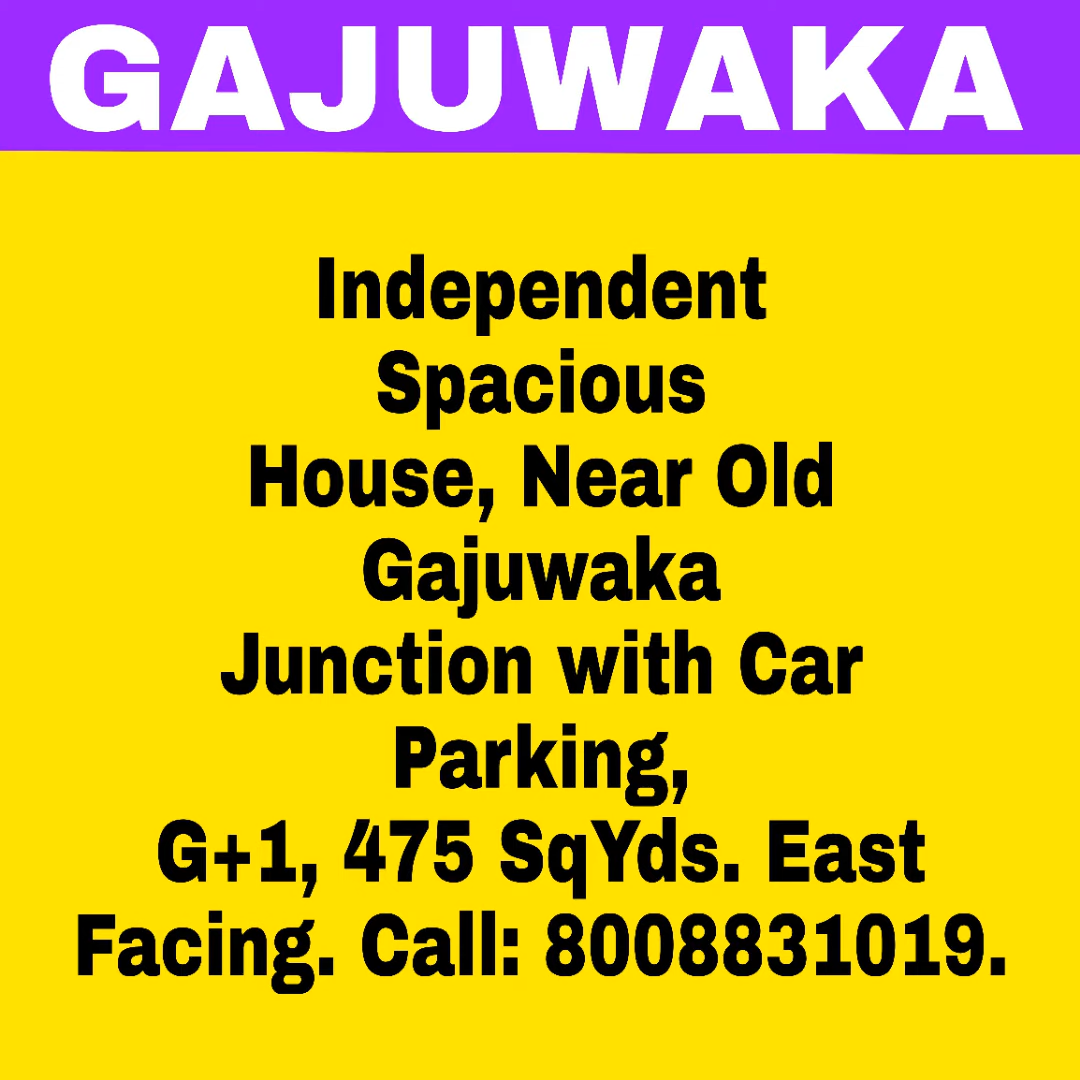 GAJUWAKA
Independent
Spacious
House, Near Old
Gajuwaka
Junction with Car
Parking,
G+1, 475 SqYds. East
Facing. Call: 8008831019.